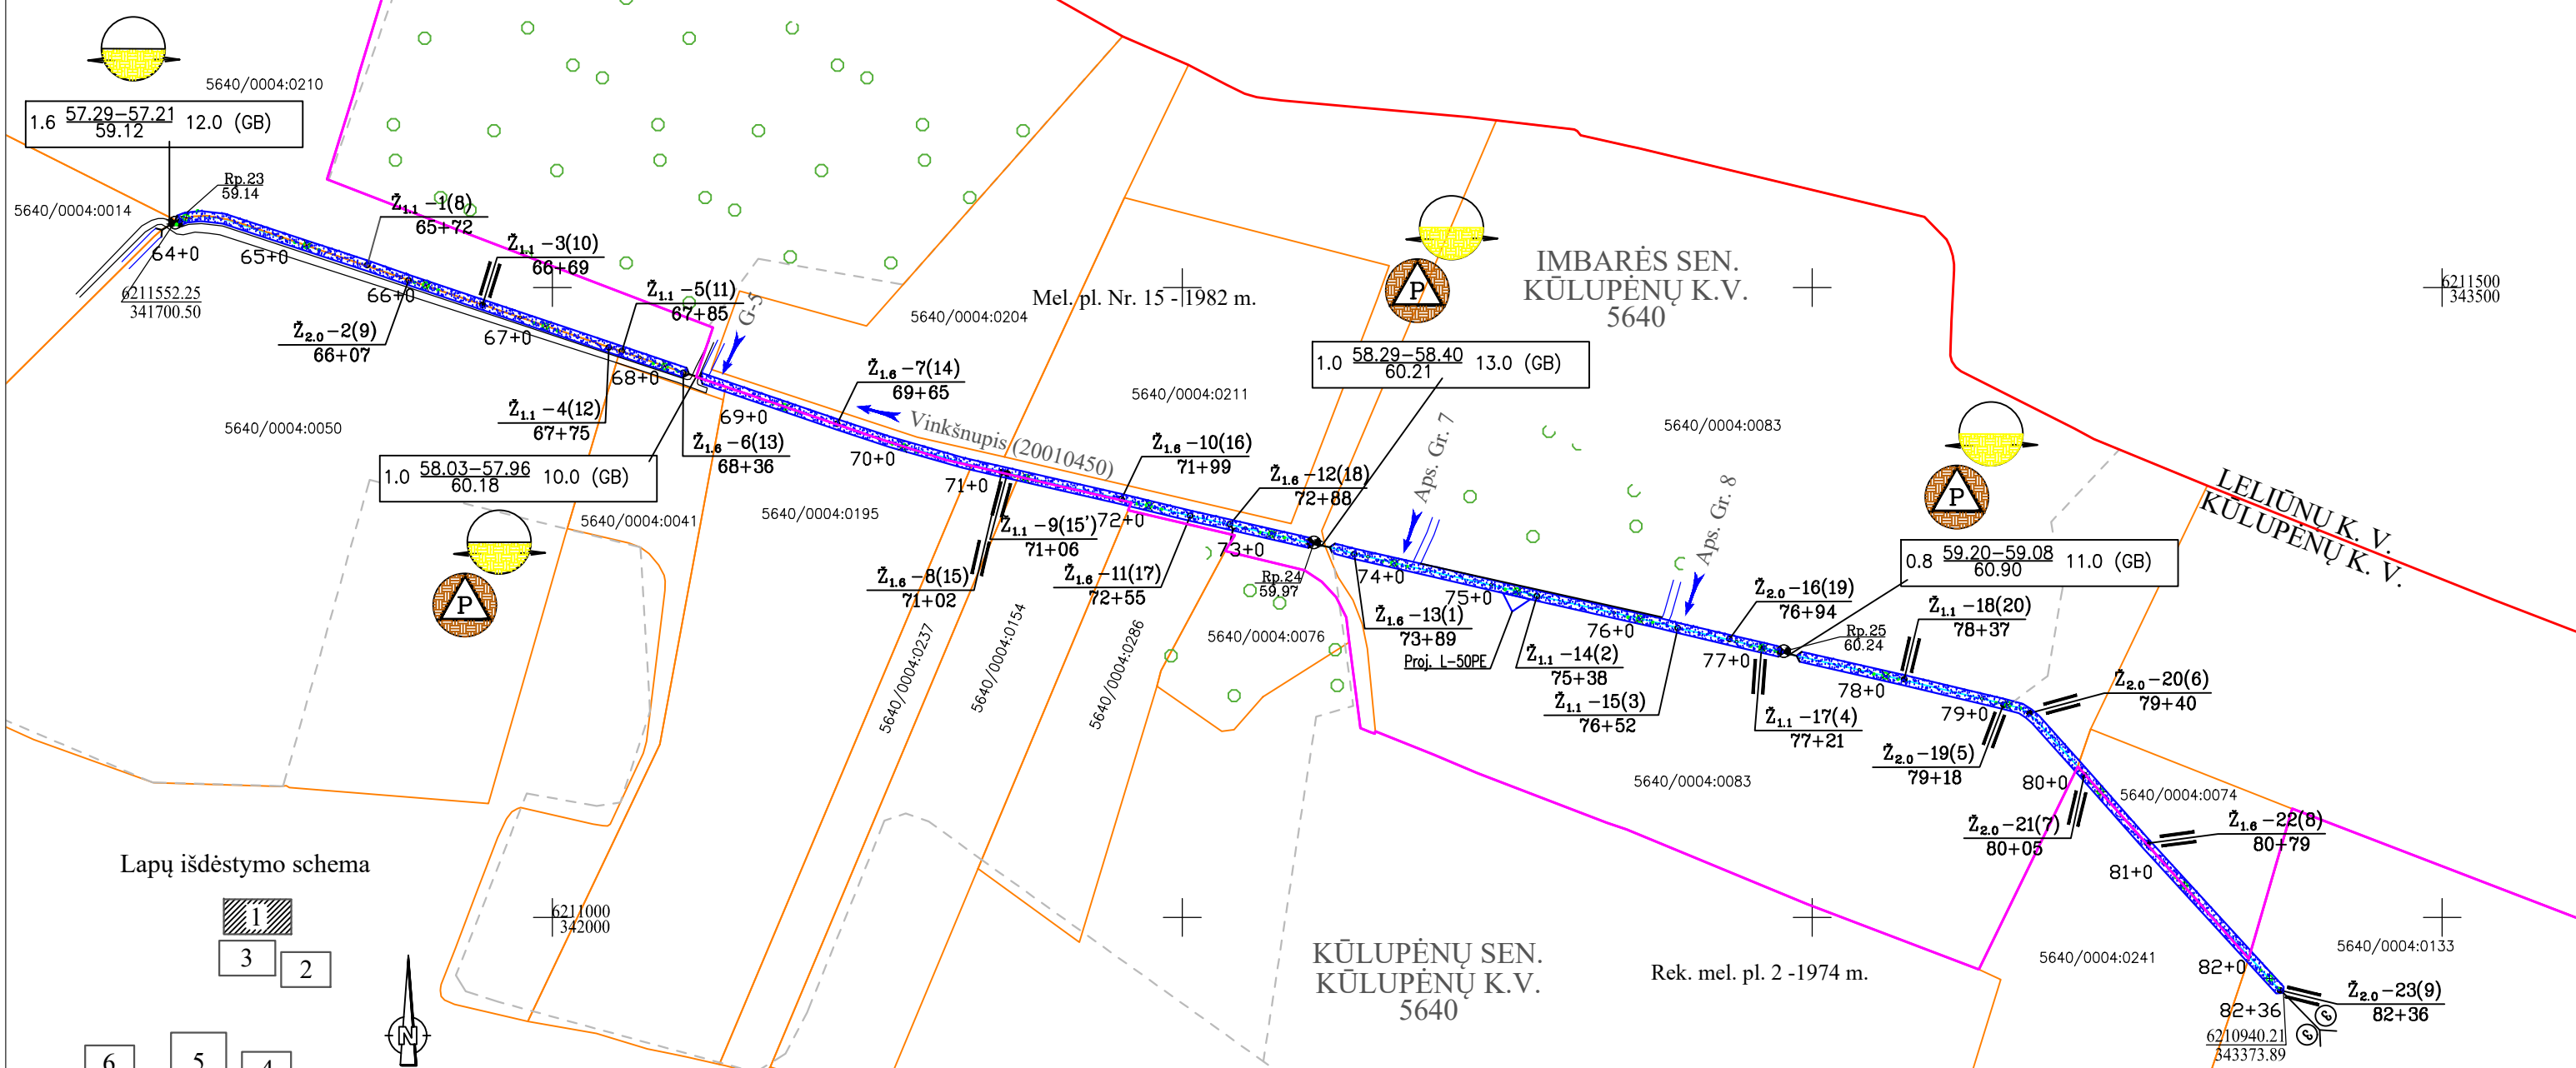 5640/0004:0210
1.6 57.29-57.21 12.0 (GB)
59.12
Rp.23
59.14
5640/0004:0014
64+0
65+0
6211552.25
341700.50
Ž1.1 -1(8)
65+72
Ž1.1 -3(10)
66+69
66+0
Ž2.0 -2(9)
66+07
67+0
Ž1.1 -5(11)
67+85
68+0
Ž1.1 -4(12)
67+75
G-5
69+0
Ž1.6 -6(13)
68+36
5640/0004:0050
1.0 58.03-57.96 10.0 (GB)
60.18
P
5640/0004:0041
5640/0004:0195
5640/0004:0204
Mel. pl. Nr. 15 - 1982 m.
5640/0004:0211
Ž1.6 -7(14)
69+65
Vinkšnupis (20010450)
70+0
71+0
Ž1.1 -9(15')
71+06
Ž1.6 -8(15)
71+02
Ž1.6 -10(16)
71+99
72+0
Ž1.6 -11(17)
72+55
Ž1.6 -12(18)
72+88
73+0
Rp.24
59.97
5640/0004:0237
5640/0004:0154
5640/0004:0286
5640/0004:0076
P
1.0 58.29-58.40 13.0 (GB)
60.21
IMBARĖS SEN.
KŪLUPĖNŲ K.V.
5640
6211500
343500
5640/0004:0083
Aps. Gr. 7
Aps. Gr. 8
74+0
Ž1.6 -13(1)
73+89
Proj. L-50PE
75+0
Ž1.1 -14(2)
75+38
76+0
Ž1.1 -15(3)
76+52
Ž2.0 -16(19)
76+94
77+0
Ž1.1 -17(4)
77+21
Rp.25
60.24
P
0.8 59.20-59.08 11.0 (GB)
60.90
LELIŪNU K. V.
KŪLUPĖNŲ K. V.
Ž1.1 -18(20)
78+37
78+0
79+0
Ž2.0 -19(5)
79+18
Ž2.0 -20(6)
79+40
80+0
5640/0004:0083
5640/0004:0074
Ž2.0 -21(7)
80+05
Ž1.6 -22(8)
80+79
81+0
5640/0004:0241
5640/0004:0133
82+0
Ž2.0 -23(9)
82+36
82+36
6210940.21
343373.89
3
3
Lapų išdėstymo schema
1
3
2
6
5
4
N
6211000
342000
KŪLUPĖNŲ SEN.
KŪLUPĖNŲ K.V.
5640
Rek. mel. pl. 2 -1974 m.